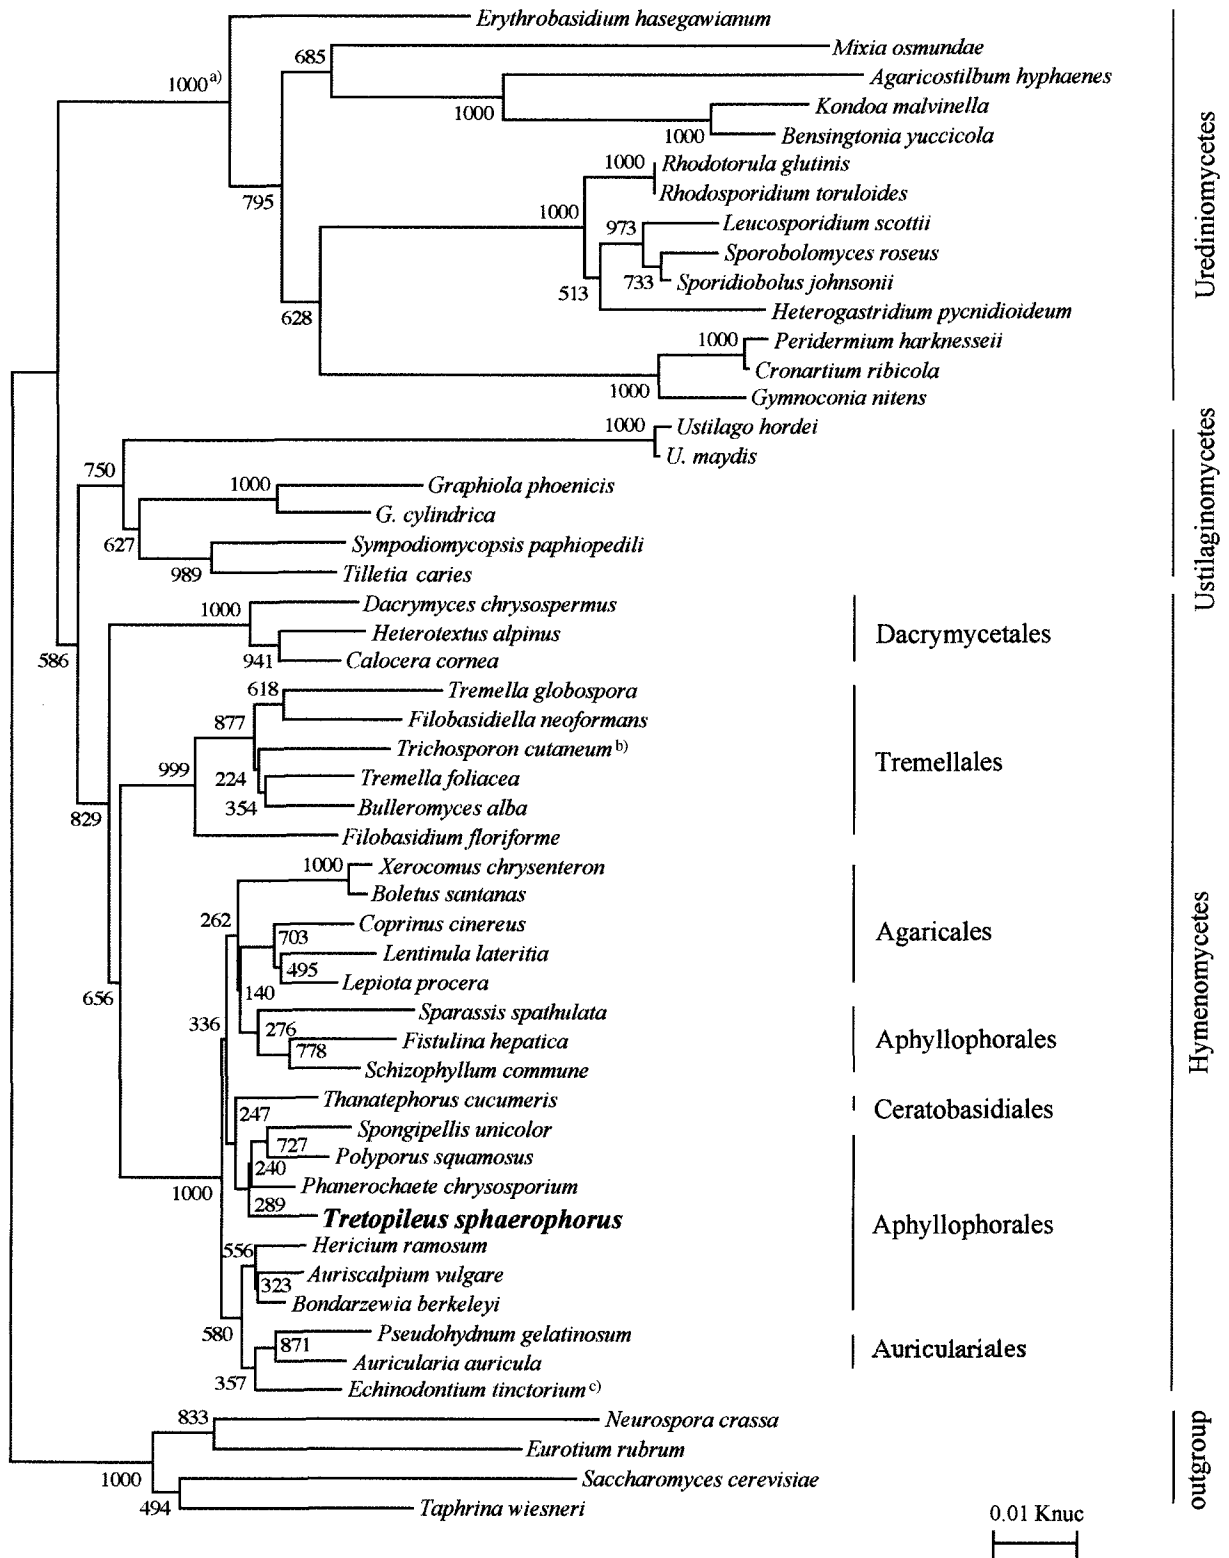 Erythrobasidium hasegawianum
685
Mixia osmundae
1000a)
Agaricostilbum hyphaenes
1000
Kondoa malvinella
1000
Bensingtonia yuccicola
1000
Rhodotorula glutinis
795
Rhodosporidium toruloides
1000
973
Leucosporidium scottii
Sporobolomyces roseus
513
733
Sporidiobolus johnsonii
628
Heterogastridium pycnidioideum
1000
Peridermium harknesseii
Cronartium ribicola
1000
Gymnoconia nitens
Urediniomycetes
1000
Ustilago hordei
750
U. maydis
1000
Graphiola phoenicis
G. cylindrica
627
Sympodiomycopsis paphiopedili
989
Tilletia caries
Ustilaginomycetes
1000
Dacrymyces chrysospermus
Heterotextus alpinus
586
941
Calocera cornea
Dacrymycetales
618
Tremella globospora
877
Filobasidiella neoformans
Trichosporon cutaneum b)
999
224
Tremella foliacea
354
Bulleromyces alba
829
Filobasidium floriforme
Tremellales
1000
Xerocomus chrysenteron
Boletus santanas
262
Coprinus cinereus
703
Lentinula lateritia
495
Lepiota procera
Agaricales
656
140
Sparassis spathulata
336
276
Fistulina hepatica
778
Schizophyllum commune
Aphyllophorales
Thanatephorus cucumeris
Ceratobasidiales
247
Spongipellis unicolor
727
Polyporus squamosus
240
Phanerochaete chrysosporium
1000
289
Tretopileus sphaerophorus
Aphyllophorales
556
Hericium ramosum
Auriscalpium vulgare
323
Bondarzewia berkeleyi
580
Pseudohydnum gelatinosum
871
Auricularia auricula
Auriculariales
357
Echinodontium tinctorium c)
Hymenomycetes
833
Neurospora crassa
Eurotium rubrum
1000
Saccharomyces cerevisiae
494
Taphrina wiesneri
outgroup
0.01 Knuc